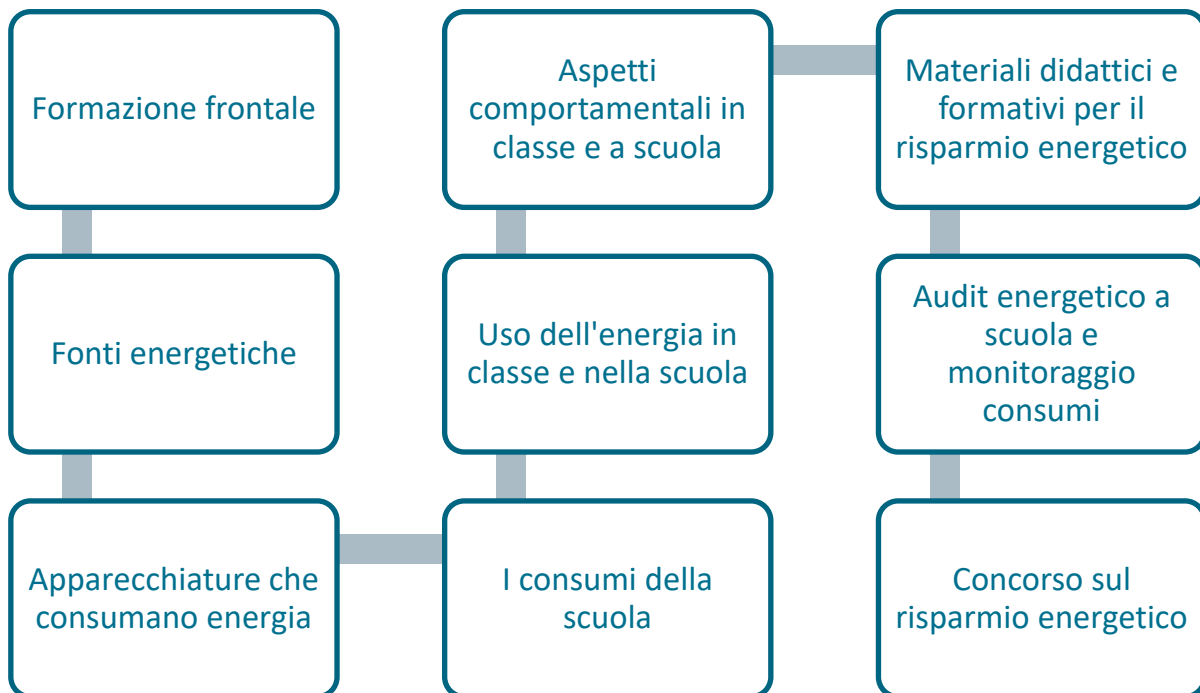 Formazione frontale
Fonti energetiche
Apparecchiature che
consumano energia
I consumi della
scuola
Uso dell'energia in
classe e nella scuola
Aspetti
comportamentali in
classe e a scuola
Materiali didattici e
formativi per il
risparmio energetico
Audit energetico a
scuola e
monitoraggio
consumi
Concorso sul
risparmio energetico